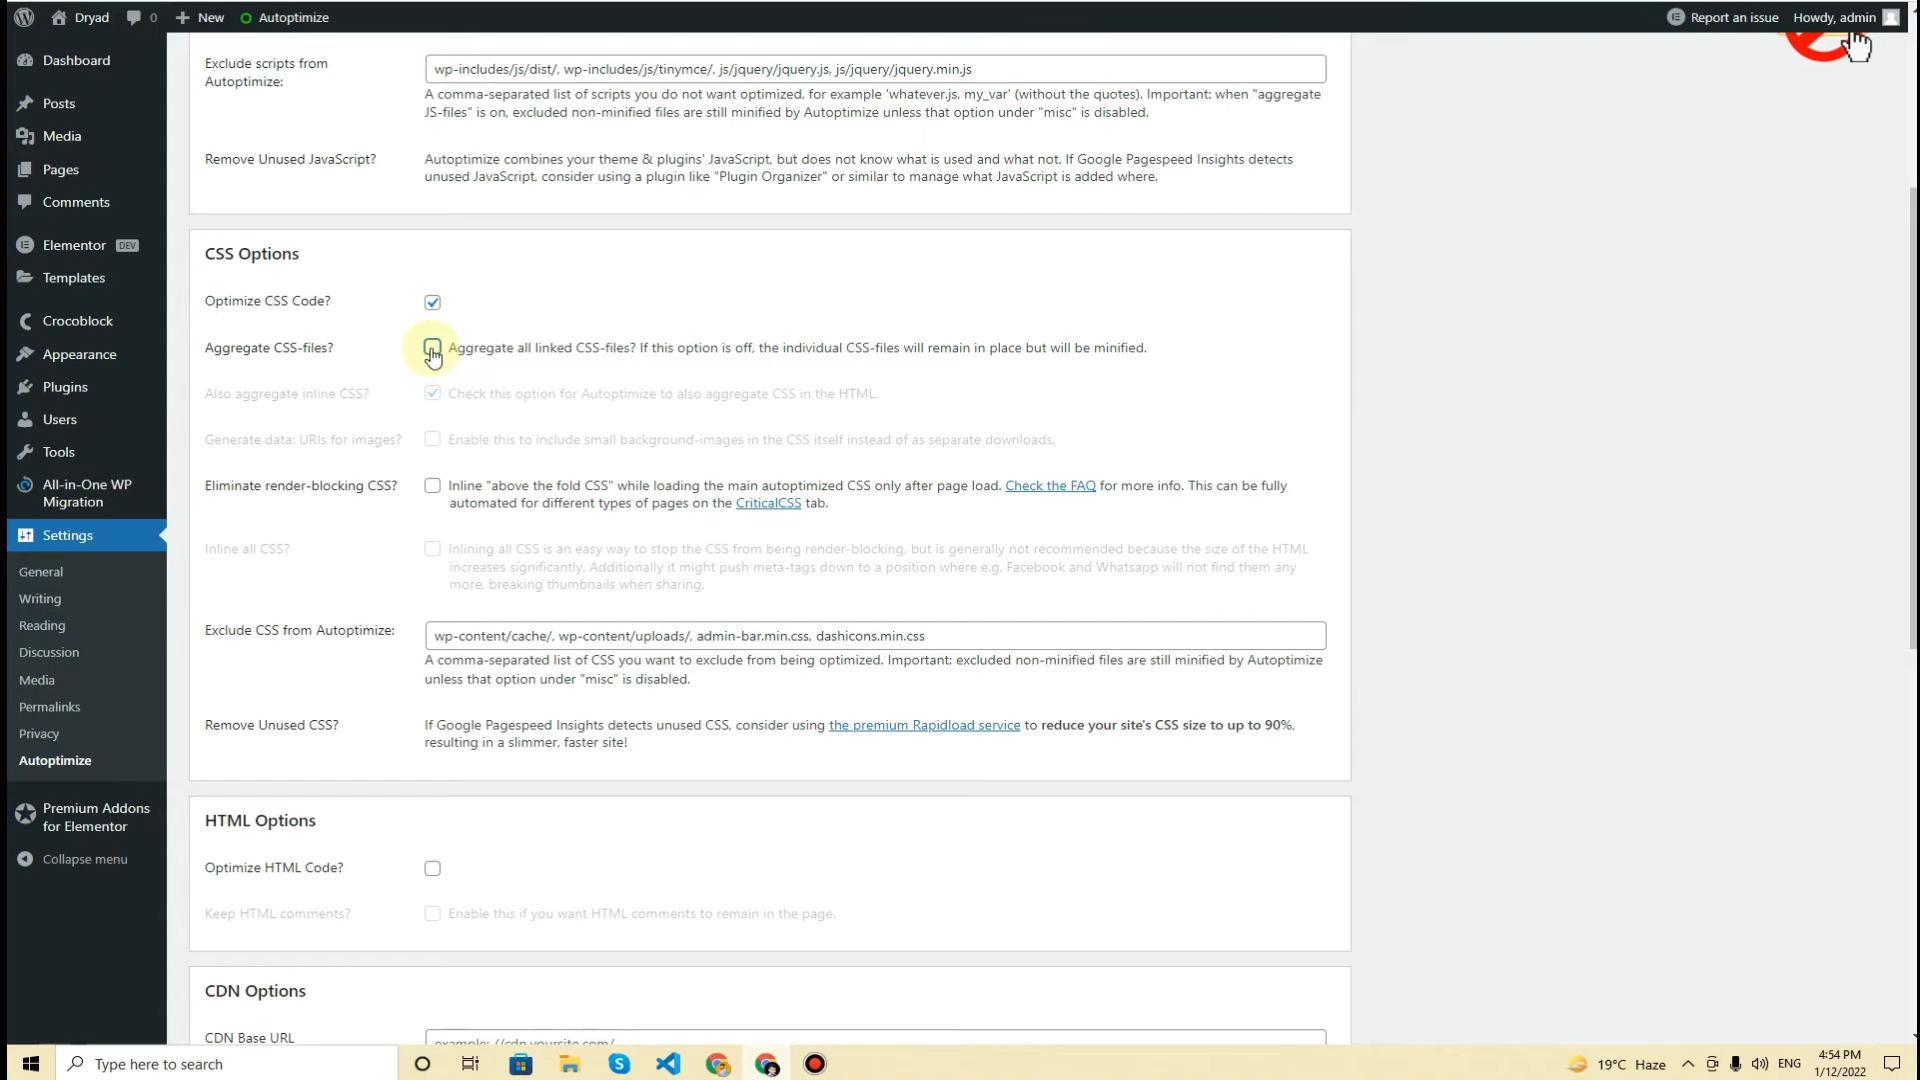 Dryad
0
New
Autoptimize
Report an issue
Howdy, admin
Dashboard
Posts
Media
Pages
Comments
Elementor DEV
Templates
Crocoblock
Appearance
Plugins
Users
Tools
All-in-One WP
Migration
Settings
General
Writing
Reading
Discussion
Media
Permalinks
Privacy
Autoptimize
Premium Addons
for Elementor
Collapse menu
Exclude scripts from
Autoptimize:
wp-includes/js/dist/, wp-includes/js/tinymce/, js/jquery/jquery.js, js/jquery/jquery.min.js
A comma-separated list of scripts you do not want optimized, for example 'whatever.js, my_var' (without the quotes). Important: when "aggregate
JS-files" is on, excluded non-minified files are still minified by Autoptimize unless that option under "misc" is disabled.
Remove Unused JavaScript?
Autoptimize combines your theme & plugins' JavaScript, but does not know what is used and what not. If Google Pagespeed Insights detects
unused JavaScript, consider using a plugin like "Plugin Organizer" or similar to manage what JavaScript is added where.
CSS Options
Optimize CSS Code?
Aggregate CSS-files?
Aggregate all linked CSS-files? If this option is off, the individual CSS-files will remain in place but will be minified.
Also aggregate inline CSS?
Check this option for Autoptimize to also aggregate CSS in the HTML.
Generate data: URIs for images?
Enable this to include small background-images in the CSS itself instead of as separate downloads.
Eliminate render-blocking CSS?
Inline "above the fold CSS" while loading the main autoptimized CSS only after page load. Check the FAQ for more info. This can be fully
automated for different types of pages on the CriticalCSS tab.
Inline all CSS?
Inlining all CSS is an easy way to stop the CSS from being render-blocking, but is generally not recommended because the size of the HTML
increases significantly. Additionally it might push meta-tags down to a position where e.g. Facebook and Whatsapp will not find them any
more, breaking thumbnails when sharing.
Exclude CSS from Autoptimize:
wp-content/cache/, wp-content/uploads/, admin-bar.min.css, dashicons.min.css
A comma-separated list of CSS you want to exclude from being optimized. Important: excluded non-minified files are still minified by Autoptimize
unless that option under "misc" is disabled.
Remove Unused CSS?
If Google Pagespeed Insights detects unused CSS, consider using the premium Rapidload service to reduce your site's CSS size to up to 90%,
resulting in a slimmer, faster site!
HTML Options
Optimize HTML Code?
Keep HTML comments?
Enable this if you want HTML comments to remain in the page.
CDN Options
CDN Base URL
example: //cdn.yoursite.com/
Type here to search
19°C Haze
ENG
4:54 PM
1/12/2022